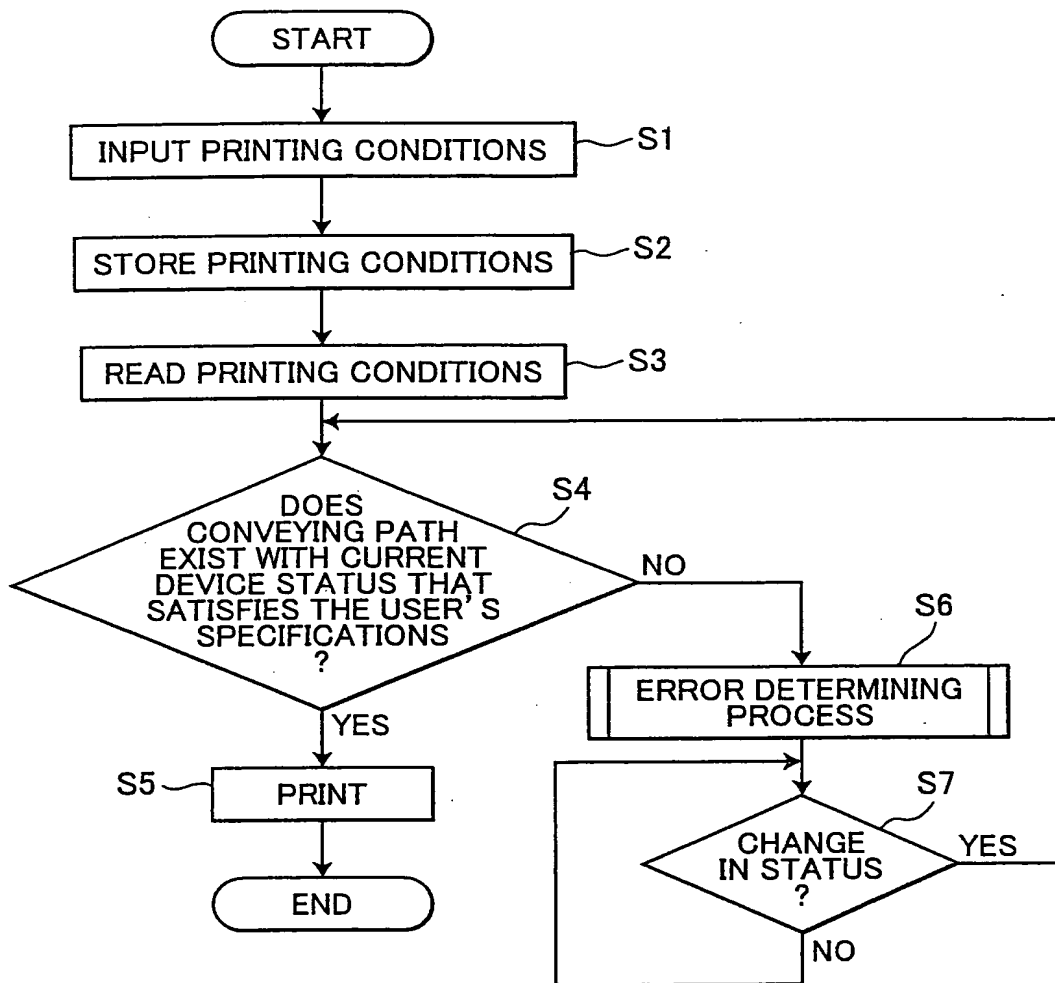 START
INPUT PRINTING CONDITIONS
S1
STORE PRINTING CONDITIONS
S2
READ PRINTING CONDITIONS
S3
DOES
CONVEYING PATH
EXIST WITH CURRENT
DEVICE STATUS THAT
SATISFIES THE USER'S
SPECIFICATIONS
?
S4
NO
YES
S5
PRINT
END
S6
ERROR DETERMINING
PROCESS
S7
CHANGE
IN STATUS
?
YES
NO